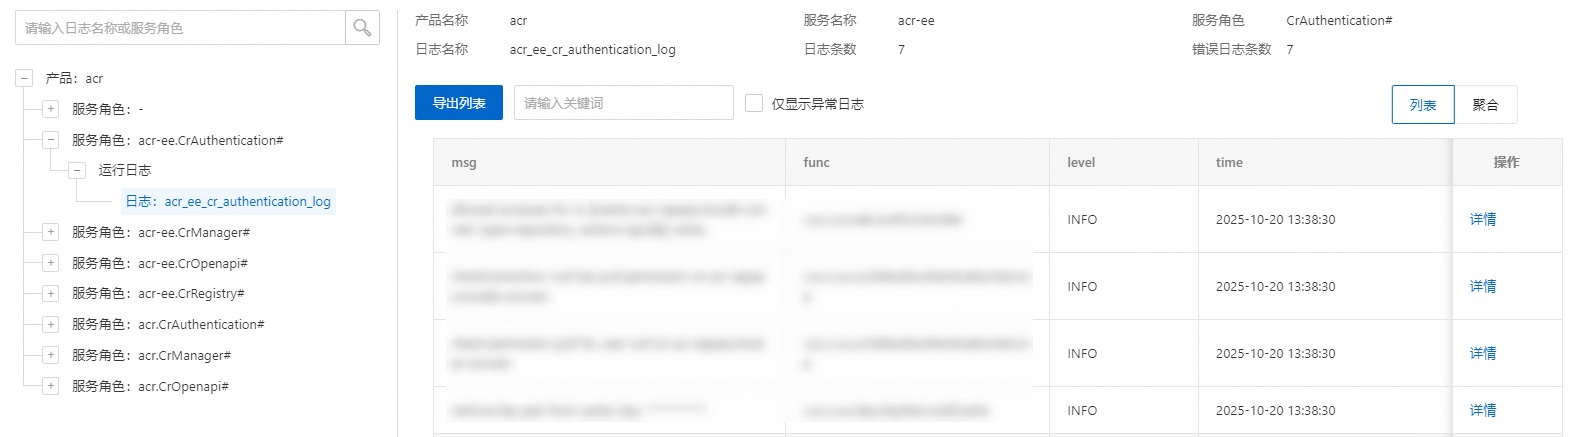 请输入日志名称或服务角色
产品：acr
服务角色：-
服务角色：acr-ee.CrAuthentication#
运行日志
日志：acr_ee_cr_authentication_log
服务角色：acr-ee.CrManager#
服务角色：acr-ee.CrOpenapi#
服务角色：acr-ee.CrRegistry#
服务角色：acr.CrAuthentication#
服务角色：acr.CrManager#
服务角色：acr.CrOpenapi#
产品名称 acr 服务名称 acr-ee 服务角色 CrAuthentication#
日志名称 acr_ee_cr_authentication_log 日志条数 7 错误日志条数 7
导出列表 请输入关键词 仅显示异常日志 列表 聚合
msg func level time 操作
INFO 2025-10-20 13:38:30 详情
INFO 2025-10-20 13:38:30 详情
INFO 2025-10-20 13:38:30 详情
INFO 2025-10-20 13:38:30 详情